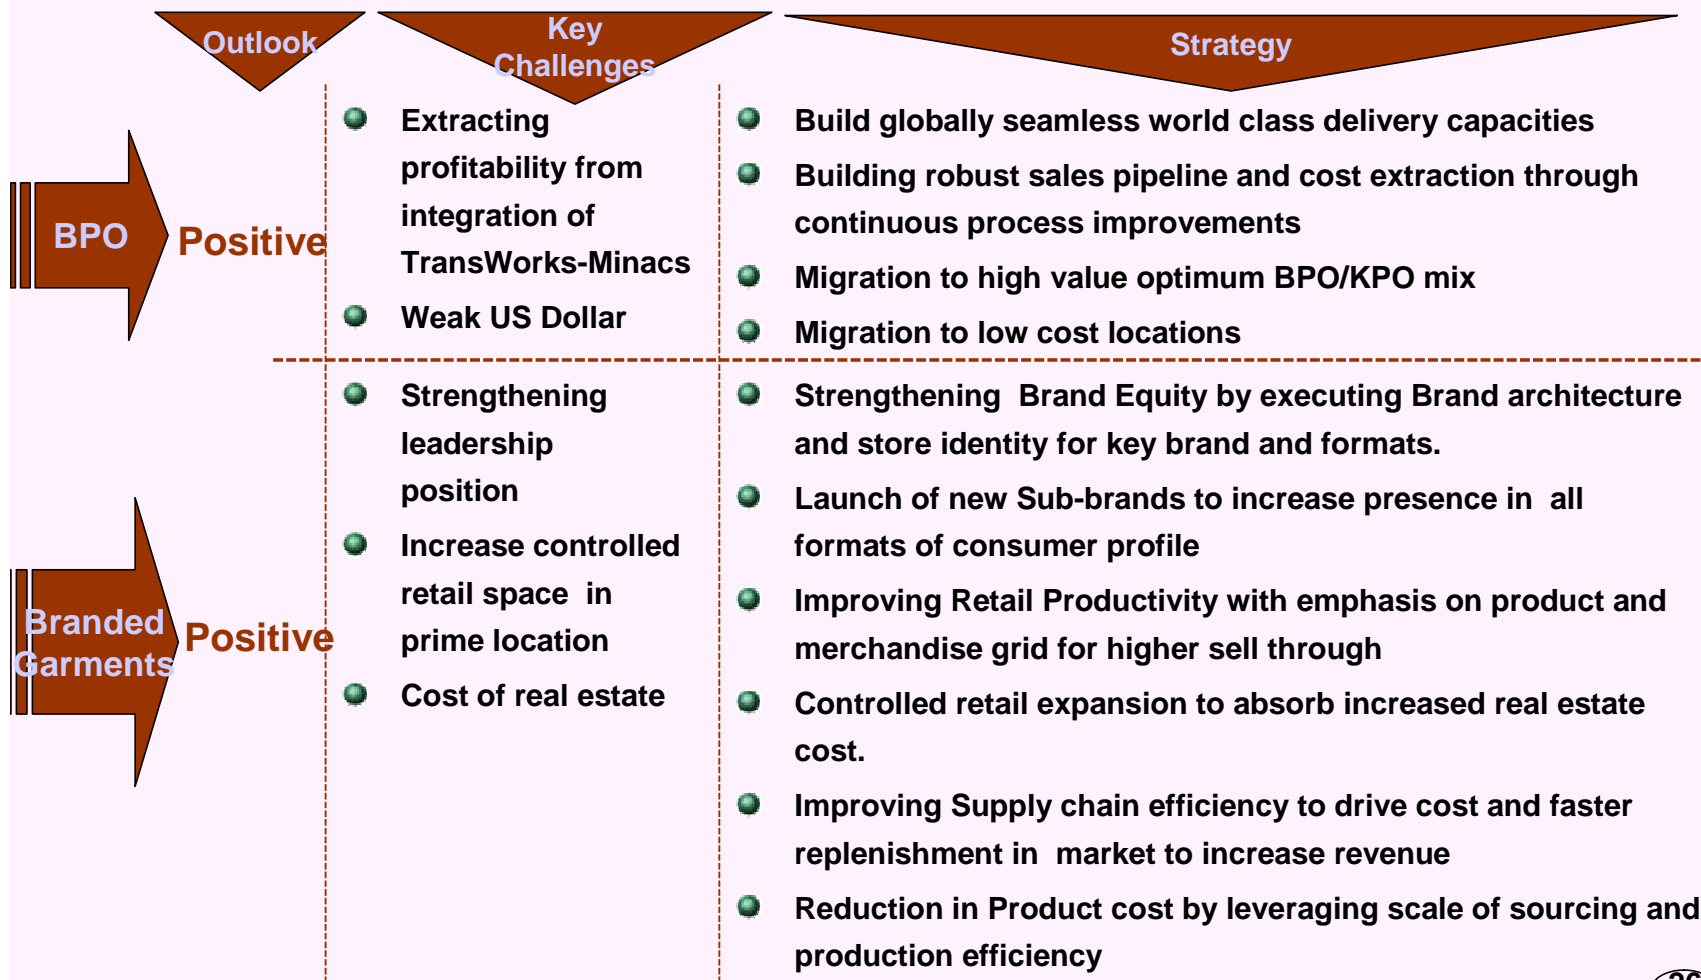 Outlook
Key
Challenges
Strategy
BPO
Positive
Extracting
profitability from
integration of
TransWorks-Minacs
Weak US Dollar
Build globally seamless world class delivery capacities
Building robust sales pipeline and cost extraction through
continuous process improvements
Migration to high value optimum BPO/KPO mix
Migration to low cost locations
Branded
Garments
Positive
Strengthening
leadership
position
Increase controlled
retail space in
prime location
Cost of real estate
Strengthening Brand Equity by executing Brand architecture
and store identity for key brand and formats.
Launch of new Sub-brands to increase presence in all
formats of consumer profile
Improving Retail Productivity with emphasis on product and
merchandise grid for higher sell through
Controlled retail expansion to absorb increased real estate
cost.
Improving Supply chain efficiency to drive cost and faster
replenishment in market to increase revenue
Reduction in Product cost by leveraging scale of sourcing and
production efficiency